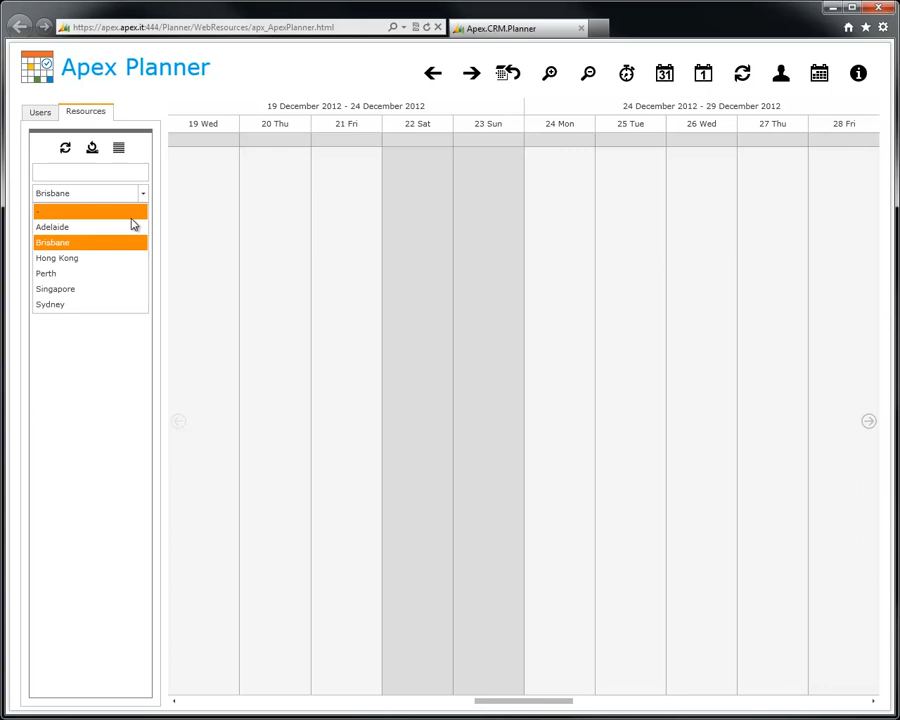 https://apex.apex.it:444/Planner/WebResources/apx_ApexPlanner.html
Apex.CRM.Planner
Apex Planner
31
1
Users
Resources
19 December 2012 - 24 December 2012
24 December 2012 - 29 December 2012
19 Wed
20 Thu
21 Fri
22 Sat
23 Sun
24 Mon
25 Tue
26 Wed
27 Thu
28 Fri
Brisbane
-
Adelaide
Brisbane
Hong Kong
Perth
Singapore
Sydney